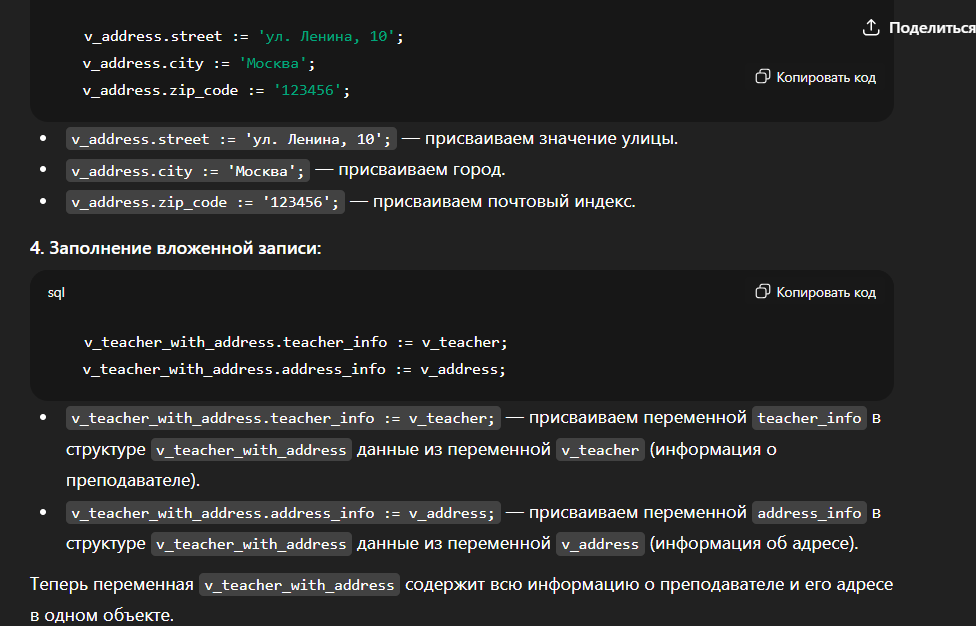 Поделиться
v_address.street := 'ул. Ленина, 10';
v_address.city := 'Москва';
Копировать код
v_address.zip_code := '123456';
• v_address.street := 'ул. Ленина, 10'; — присваиваем значение улицы.
• v_address.city := 'Москва'; — присваиваем город.
• v_address.zip_code := '123456'; — присваиваем почтовый индекс.
4. Заполнение вложенной записи:
sql
Копировать код
v_teacher_with_address.teacher_info := v_teacher;
v_teacher_with_address.address_info := v_address;
• v_teacher_with_address.teacher_info := v_teacher; — присваиваем переменной teacher_info в
структуре v_teacher_with_address данные из переменной v_teacher (информация о
преподавателе).
• v_teacher_with_address.address_info := v_address; — присваиваем переменной address_info в
структуре v_teacher_with_address данные из переменной v_address (информация об адресе).
Теперь переменная v_teacher_with_address содержит всю информацию о преподавателе и его адресе
в одном объекте.